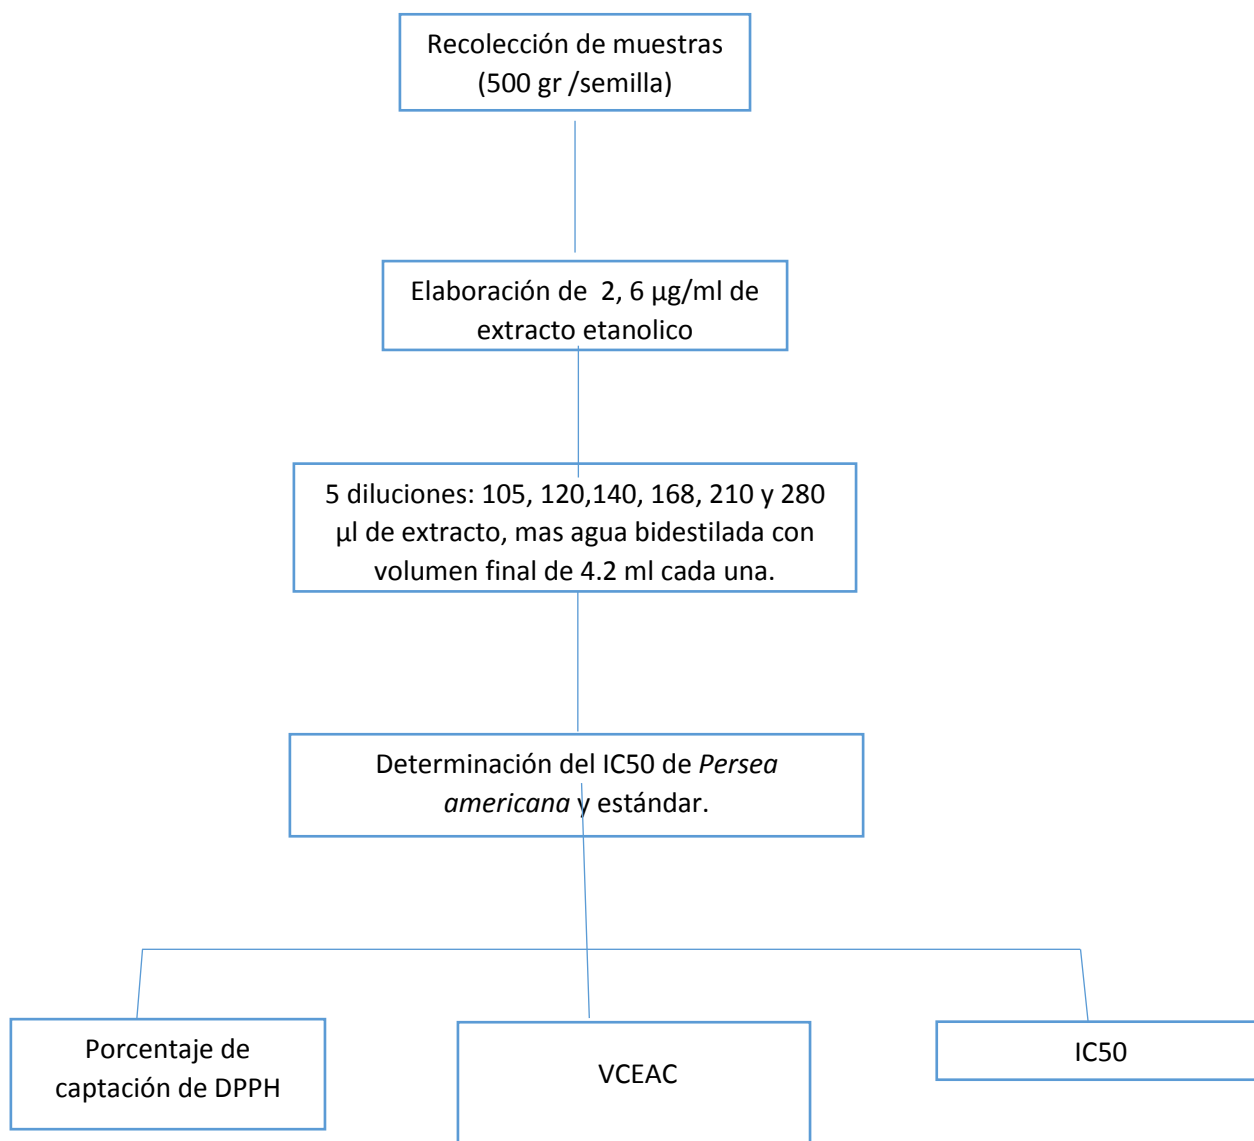 Recolección de muestras
(500 gr /semilla)
Elaboración de  2, 6 µg/ml de
extracto etanolico
5 diluciones: 105, 120,140, 168, 210 y 280
µl de extracto, mas agua bidestilada con
volumen final de 4.2 ml cada una.
Determinación del IC50 de Persea
americana y estándar.
Porcentaje de
captación de DPPH
VCEAC
IC50